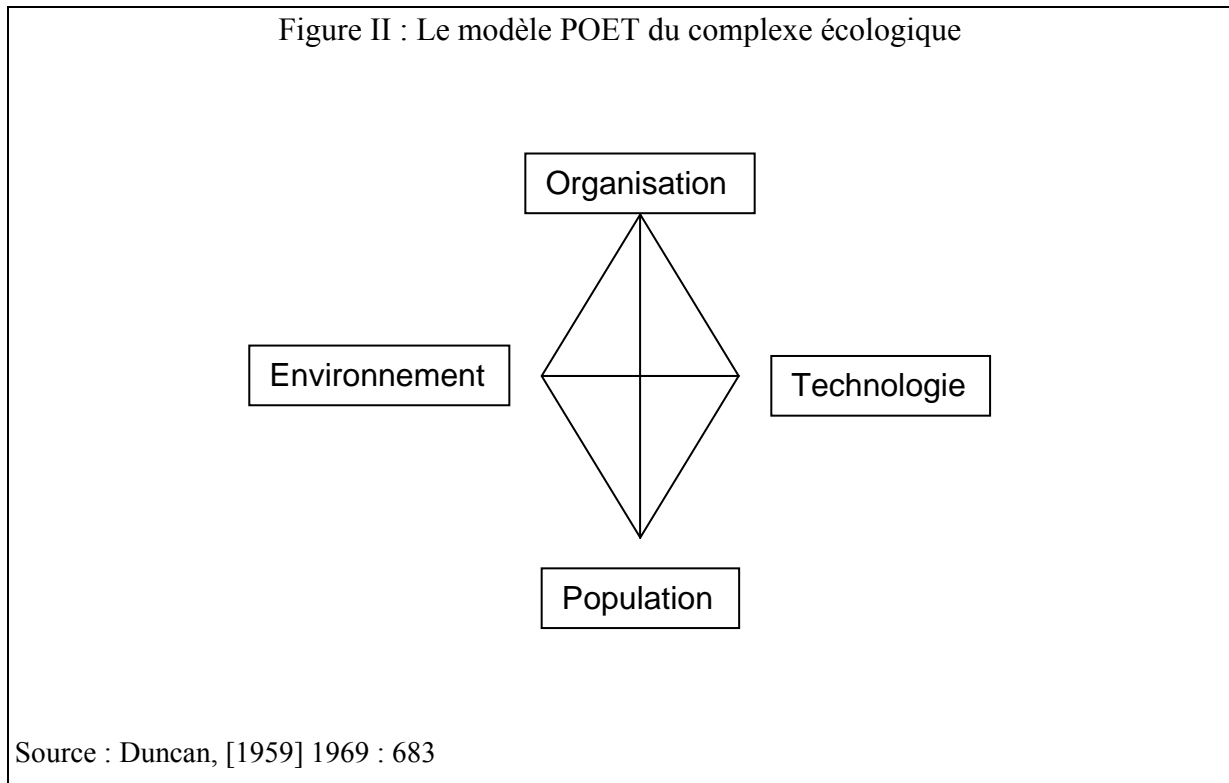 Figure II : Le modèle POET du complexe écologique
Organisation
Environnement
Technologie
Population
Source : Duncan, [1959] 1969 : 683